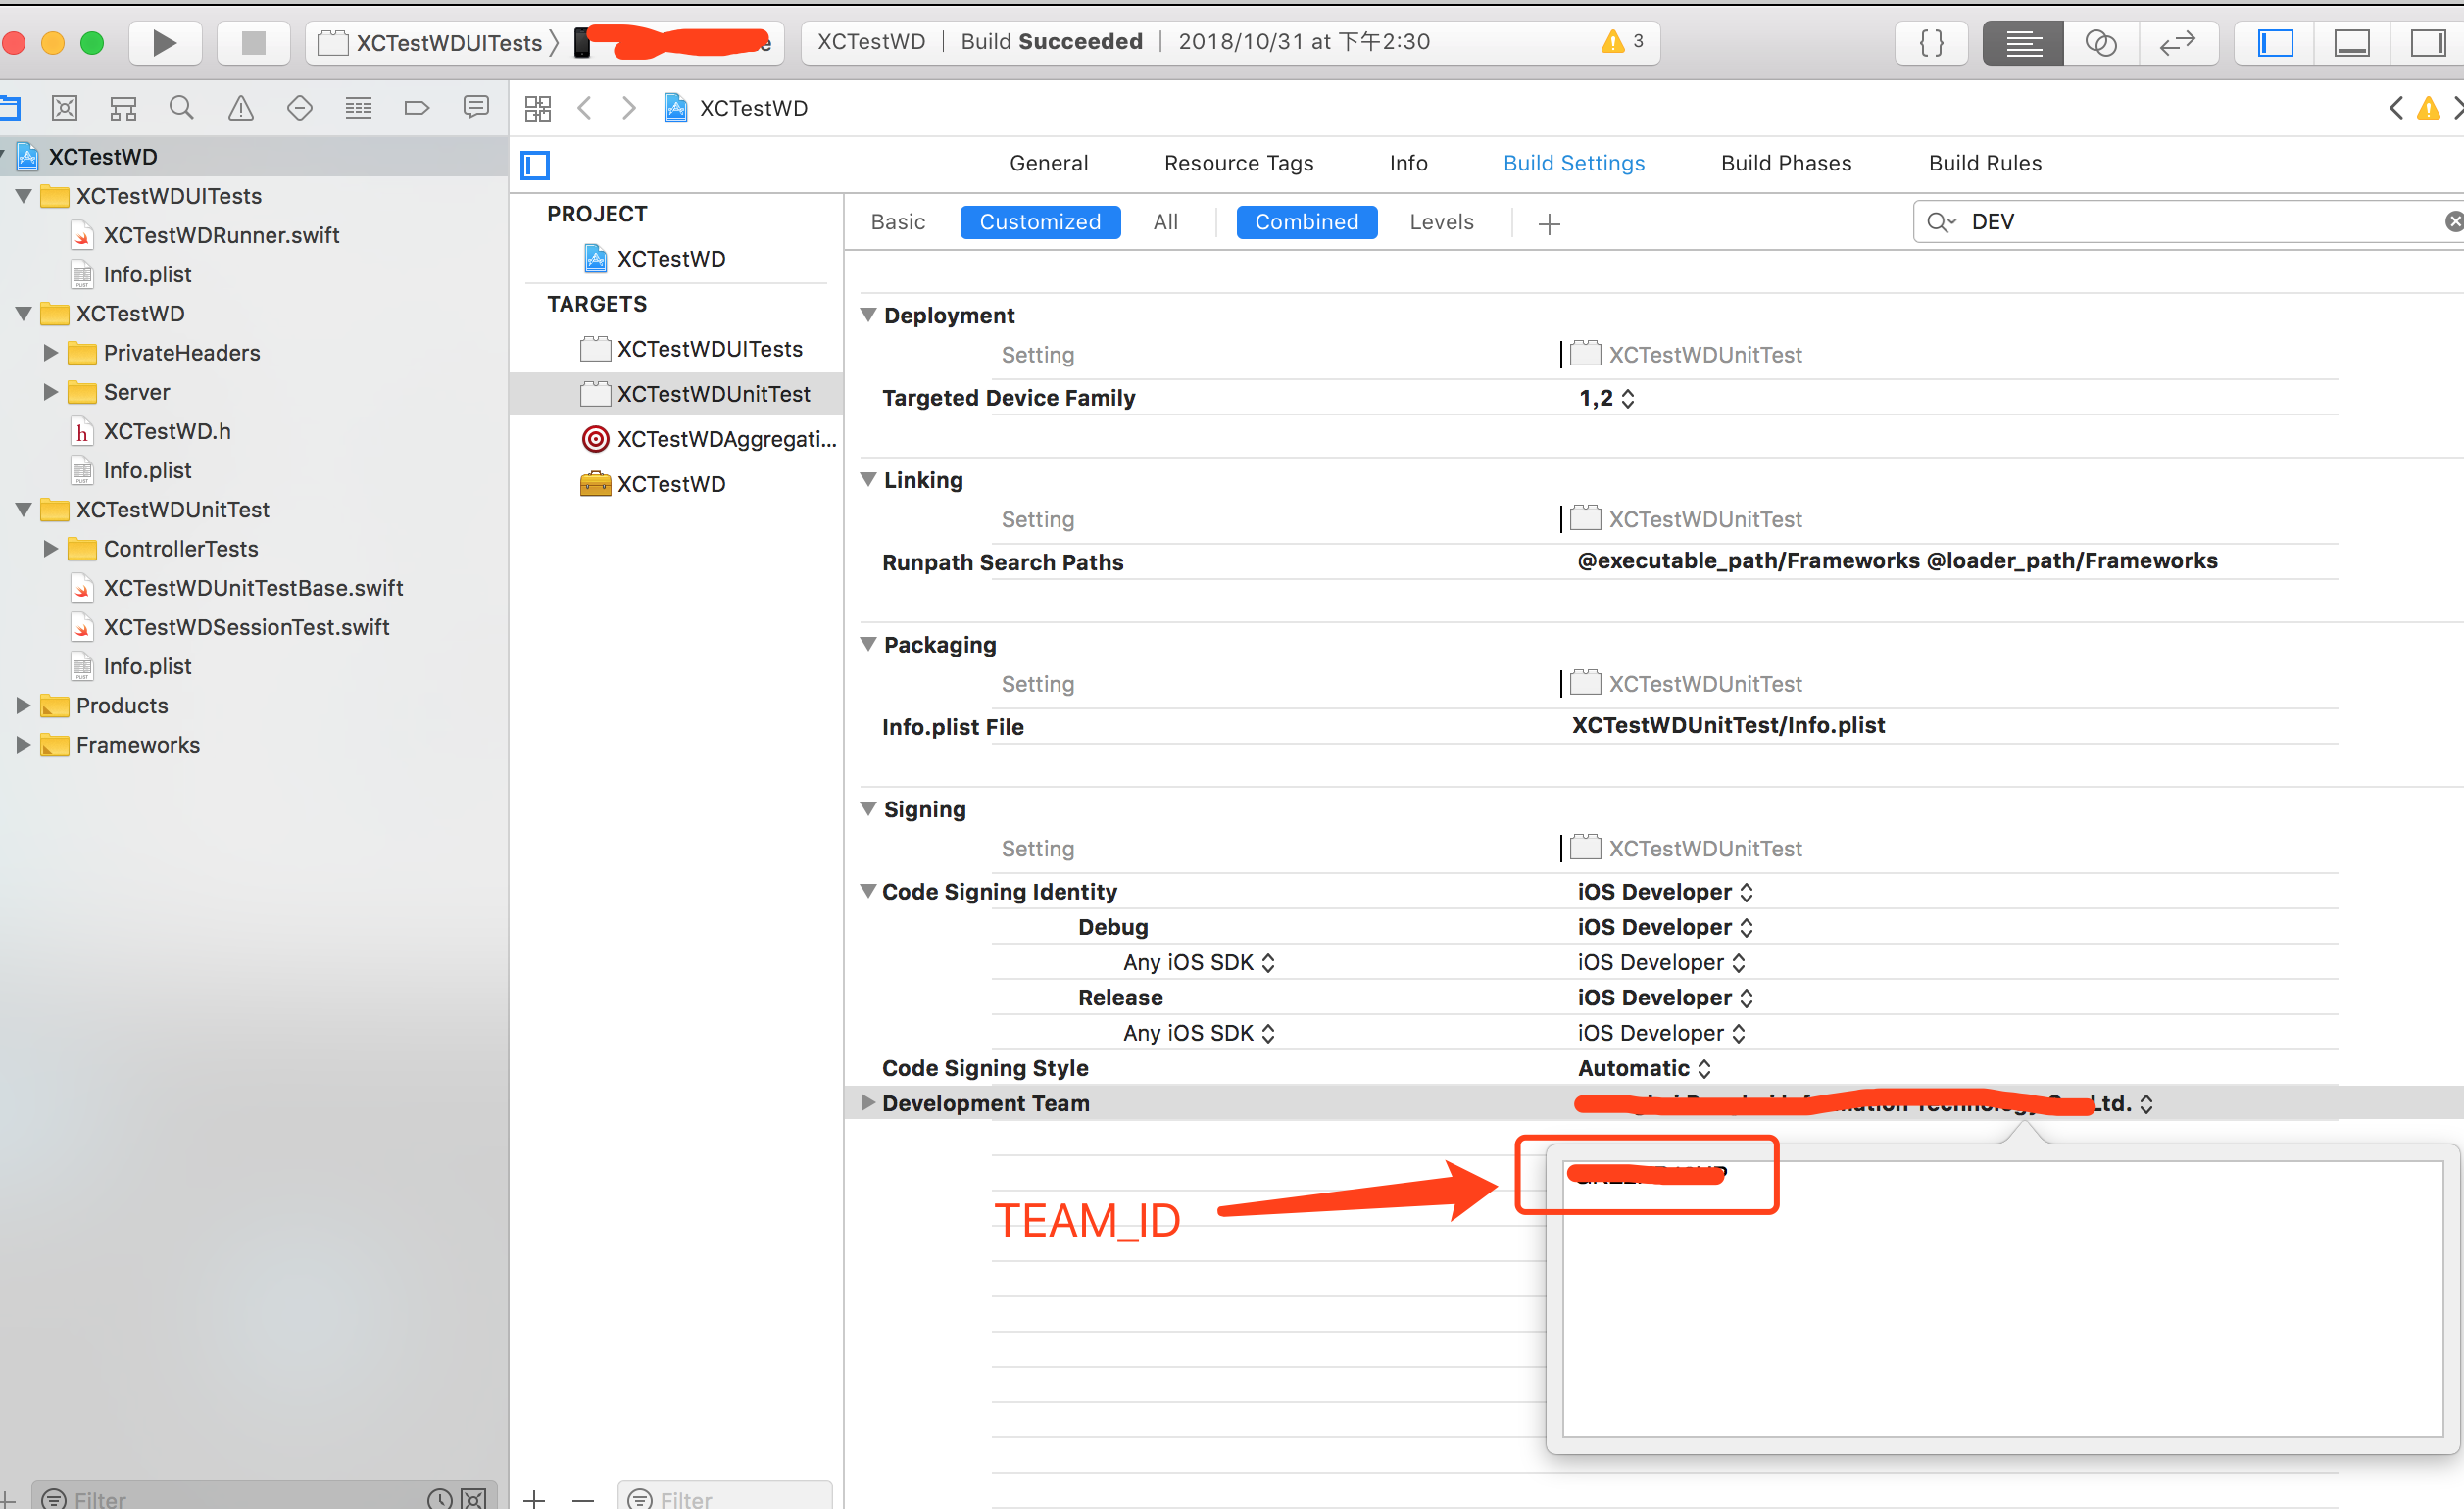 XCTestWDUITests
XCTestWD | Build Succeeded | 2018/10/31 at 下午2:30
3
XCTestWD
XCTestWDUITests
XCTestWDRunner.swift
Info.plist
XCTestWD
PrivateHeaders
Server
XCTestWD.h
Info.plist
XCTestWDUnitTest
ControllerTests
XCTestWDUnitTestBase.swift
XCTestWDSessionTest.swift
Info.plist
Products
Frameworks
Filter
XCTestWD
General Resource Tags Info Build Settings Build Phases Build Rules
PROJECT
XCTestWD
TARGETS
XCTestWDUITests
XCTestWDUnitTest
XCTestWDAggregati...
XCTestWD
Filter
Basic Customized All Combined Levels
DEV
Deployment
Setting XCTestWDUnitTest
Targeted Device Family 1,2
Linking
Setting XCTestWDUnitTest
Runpath Search Paths @executable_path/Frameworks @loader_path/Frameworks
Packaging
Setting XCTestWDUnitTest
Info.plist File XCTestWDUnitTest/Info.plist
Signing
Setting XCTestWDUnitTest
Code Signing Identity iOS Developer
Debug iOS Developer
Any iOS SDK iOS Developer
Release iOS Developer
Any iOS SDK iOS Developer
Code Signing Style Automatic
Development Team Information Technology Ltd.
TEAM_ID